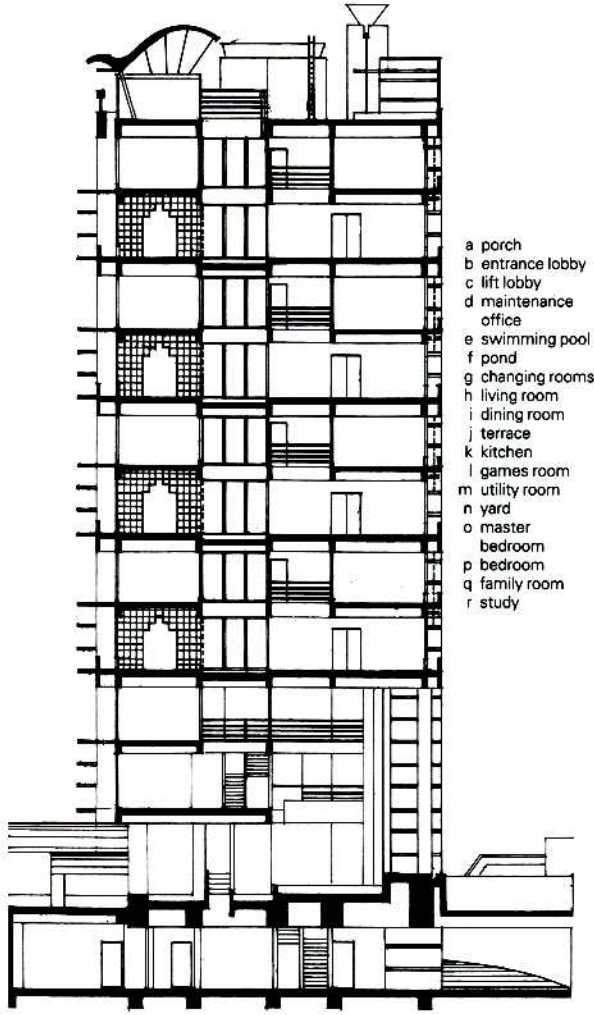 a porch
b entrance lobby
c lift lobby
d maintenance
office
e swimming pool
f pond
g changing rooms
h living room
i dining room
j terrace
k kitchen
l games room
m utility room
n yard
o master
bedroom
p bedroom
q family room
r study